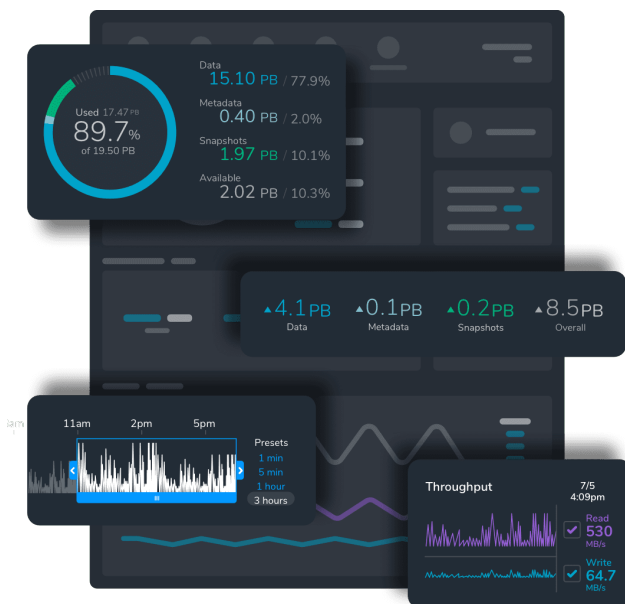 Used 17.47 PB
89.7%
of 19.50 PB
Data
15.10 PB / 77.9%
Metadata
0.40 PB / 2.0%
Snapshots
1.97 PB / 10.1%
Available
2.02 PB / 10.3%
4.1PB 0.1PB 0.2PB 8.5PB
Data Metadata Snapshots Overall
11am 2pm 5pm
Presets
1 min
5 min
1 hour
3 hours
Throughput
7/5
4:09pm
Read
530
MB/s
Write
64.7
MB/s